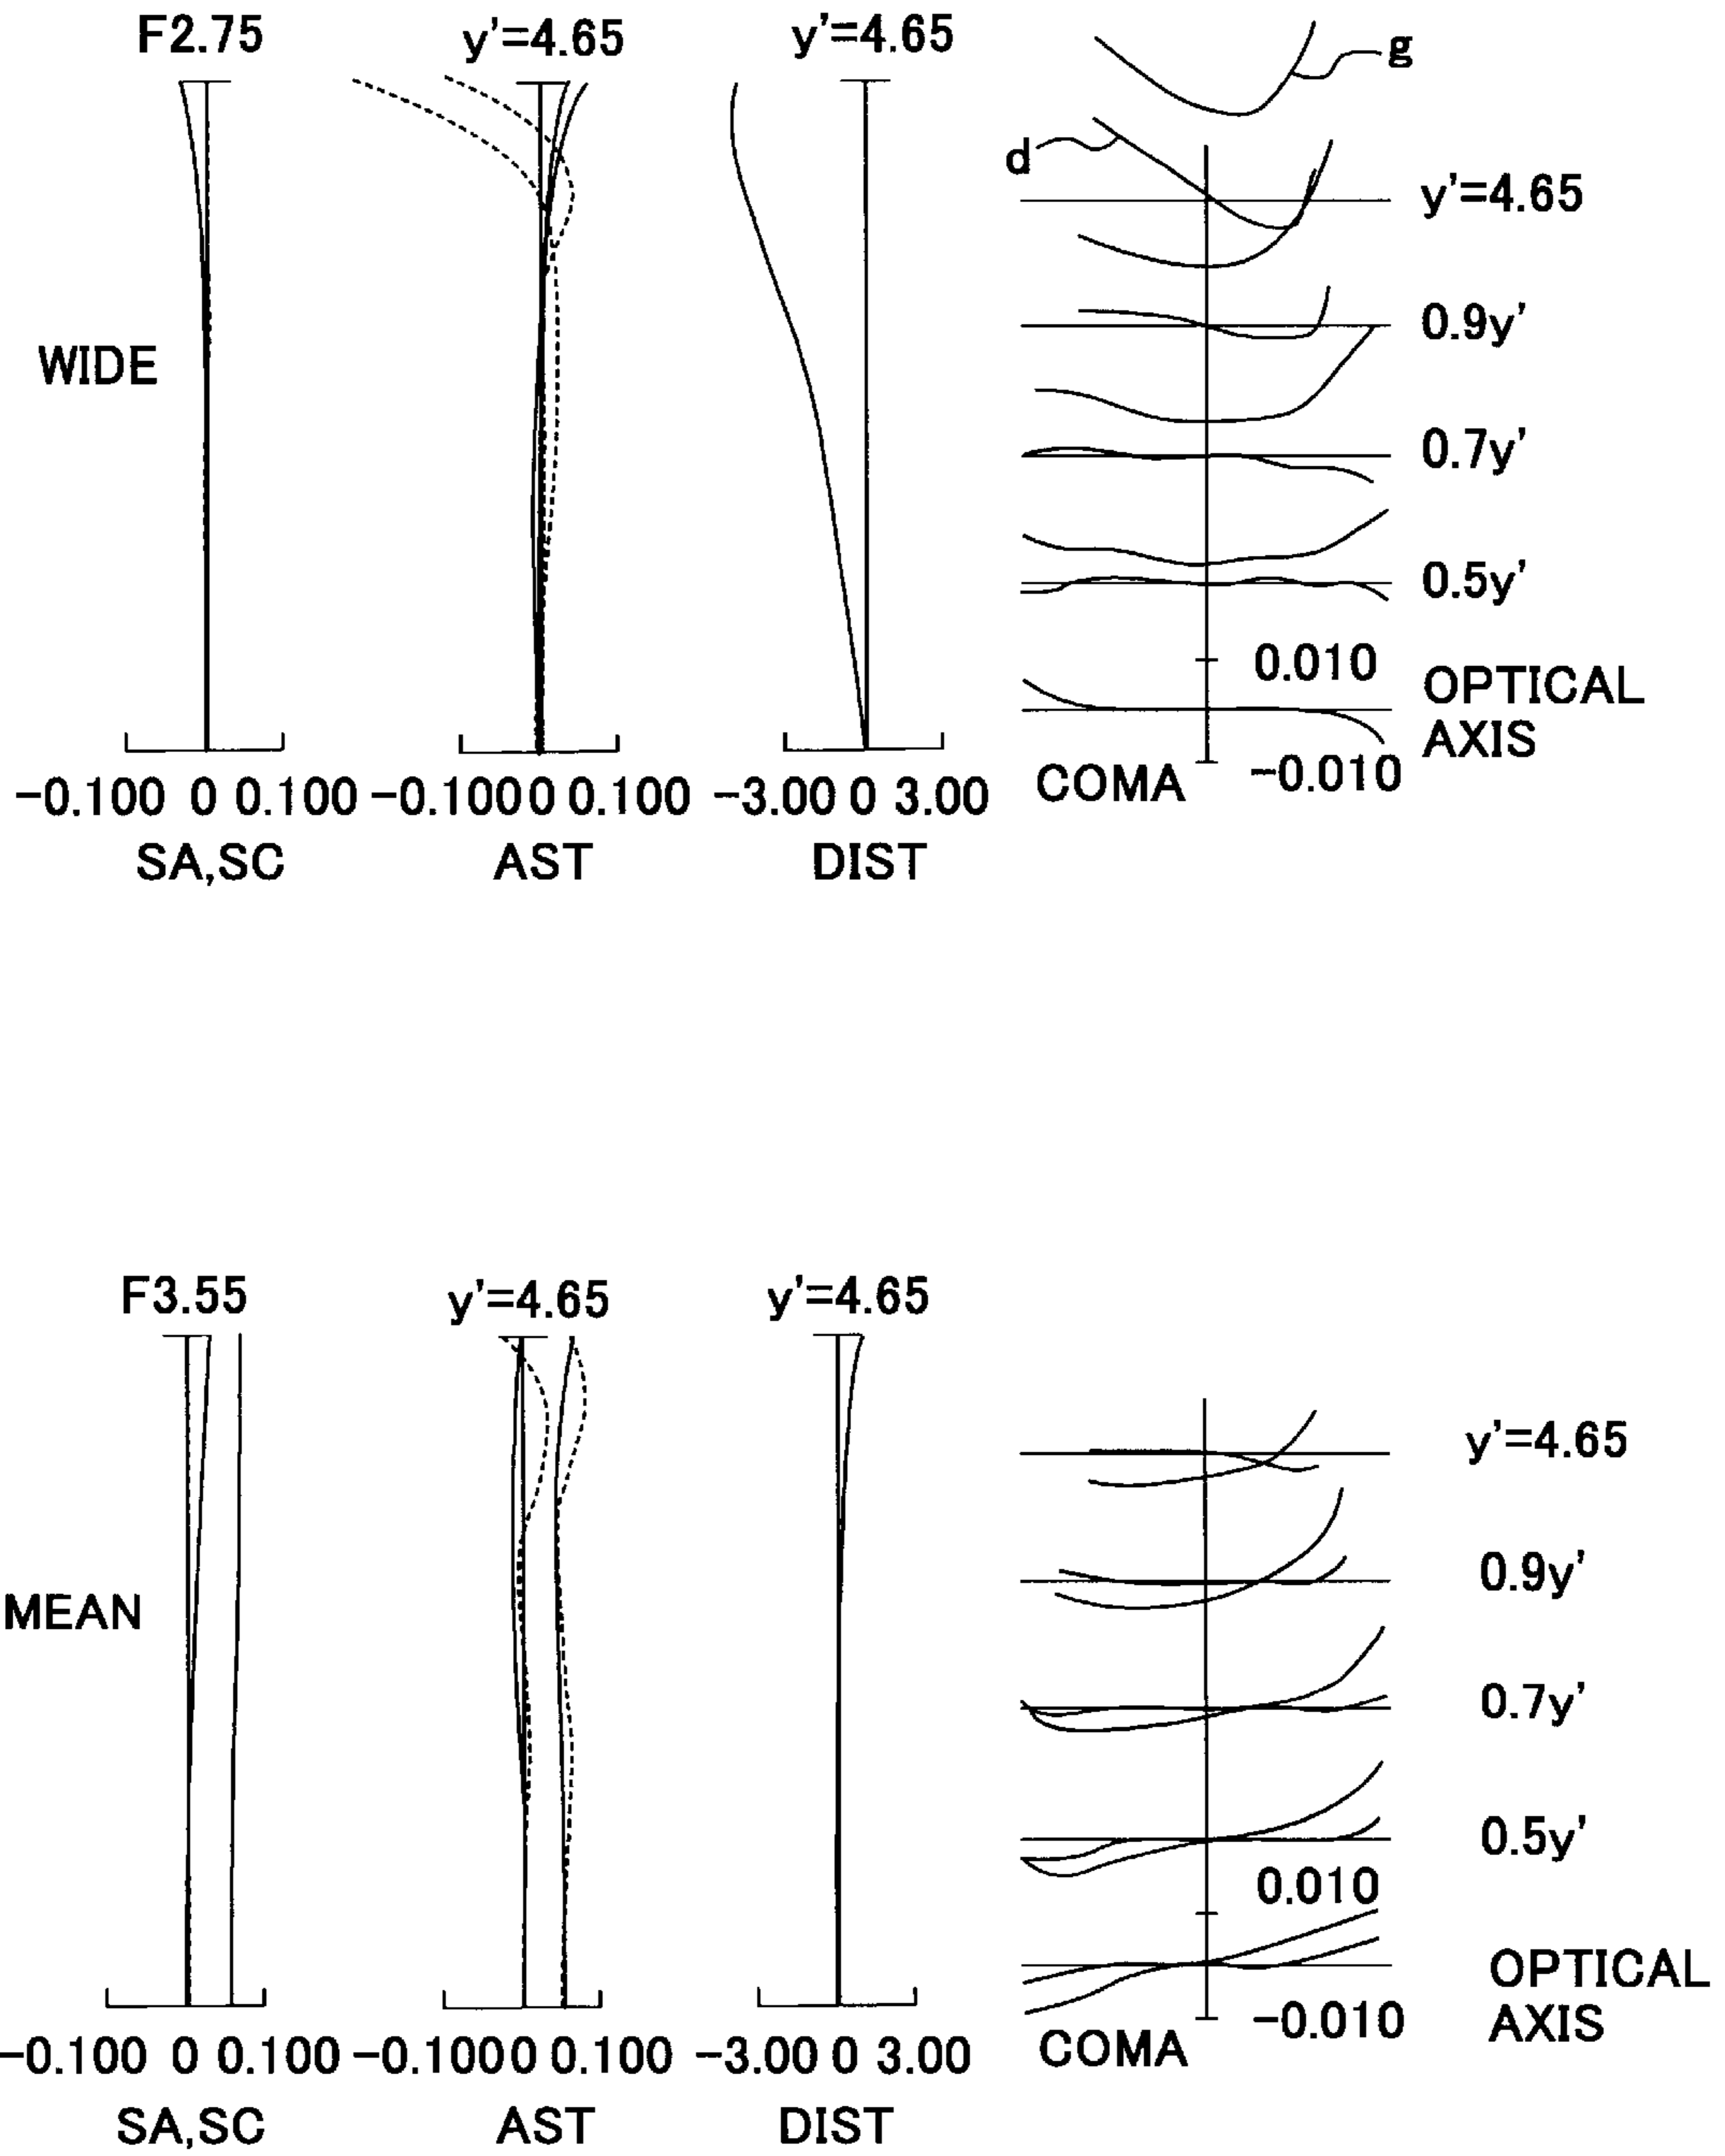 F2.75
y'=4.65
y'=4.65
g
d
y'=4.65
0.9y'
WIDE
0.7y'
0.5y'
0.010
OPTICAL
AXIS
-0.010
COMA
-0.100 0 0.100
-0.100 0 0.100
-3.00 0 3.00
SA,SC
AST
DIST
F3.55
y'=4.65
y'=4.65
y'=4.65
0.9y'
MEAN
0.7y'
0.5y'
0.010
OPTICAL
AXIS
-0.010
COMA
-0.100 0 0.100
-0.100 0 0.100
-3.00 0 3.00
SA,SC
AST
DIST